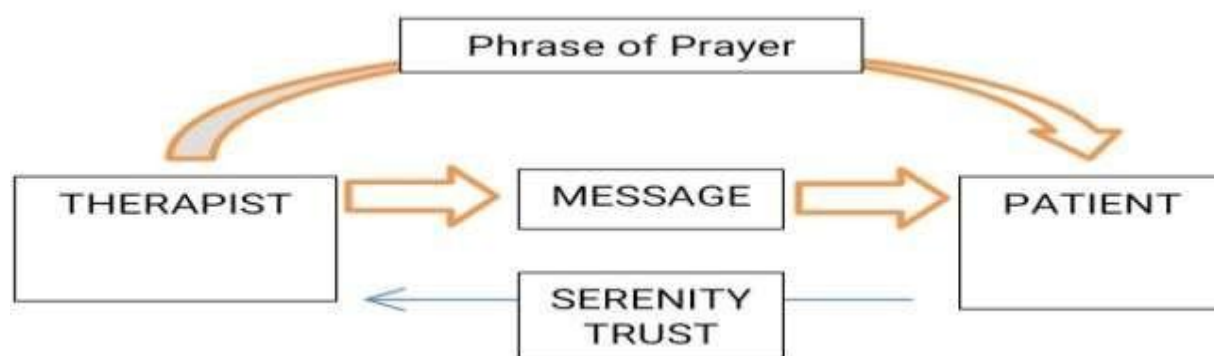 Phrase of Prayer
THERAPIST
MESSAGE
PATIENT
SERENITY
TRUST